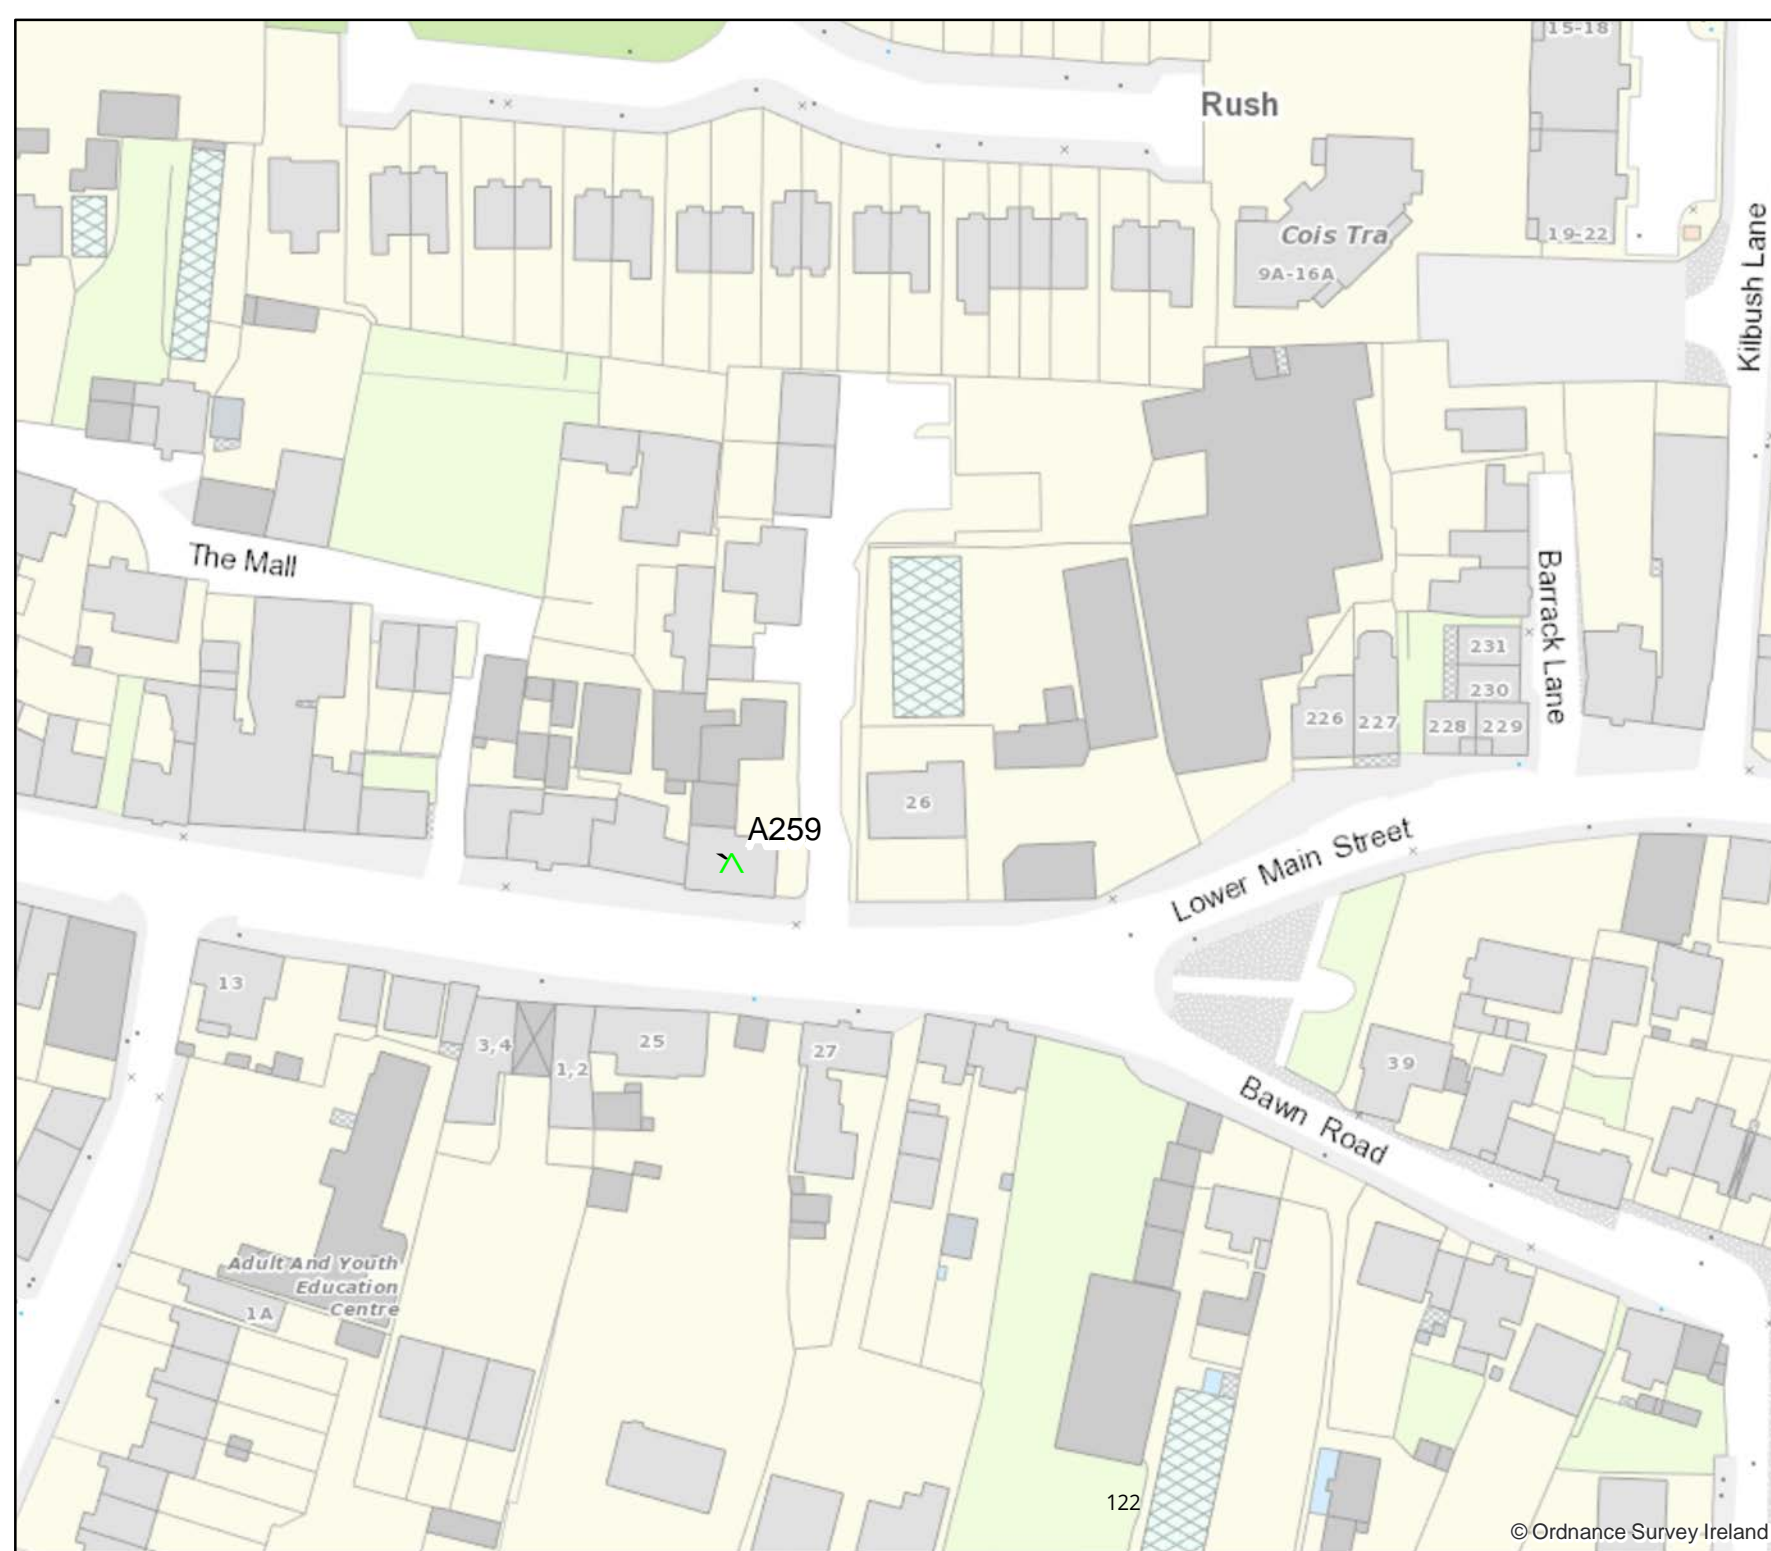 15-18
Rush
Cois Tra
19-22
9A-16A
Kilbush Lane
The Mall
Barrack Lane
231
230
226
227
228
229
26
A259
Lower Main Street
13
3,4
1,2
25
27
39
Bawn Road
Adult And Youth
Education
Centre
1A
122
© Ordnance Survey Ireland